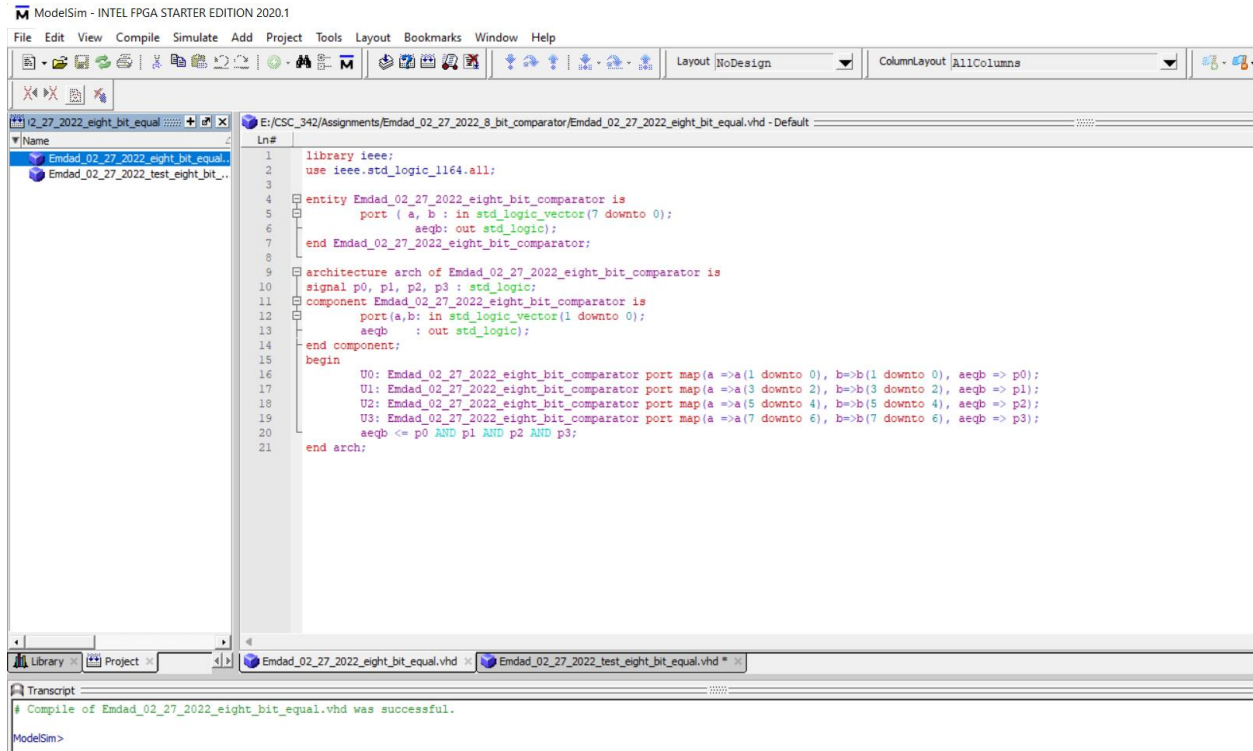 ModelSim - INTEL FPGA STARTER EDITION 2020.1
File Edit View Compile Simulate Add Project Tools Layout Bookmarks Window Help
Layout NoDesign ColumnLayout AllColumns
12_27_2022_eight_bit_equal
E:/CSC_342/Assignments/Emdad_02_27_2022_8_bit_comparator/Emdad_02_27_2022_eight_bit_equal.vhd - Default
Name
Emdad_02_27_2022_eight_bit_equal..
Emdad_02_27_2022_test_eight_bit_...
Ln#
1 library ieee;
2 use ieee.std_logic_1164.all;
3
4 entity Emdad_02_27_2022_eight_bit_comparator is
5 port ( a, b : in std_logic_vector(7 downto 0);
6 aeqb: out std_logic);
7 end Emdad_02_27_2022_eight_bit_comparator;
8
9 architecture arch of Emdad_02_27_2022_eight_bit_comparator is
10 signal p0, p1, p2, p3 : std_logic;
11 component Emdad_02_27_2022_eight_bit_comparator is
12 port(a,b: in std_logic_vector(1 downto 0);
13 aeqb : out std_logic);
14 end component;
15 begin
16 U0: Emdad_02_27_2022_eight_bit_comparator port map(a =>a(1 downto 0), b=>b(1 downto 0), aeqb => p0);
17 U1: Emdad_02_27_2022_eight_bit_comparator port map(a =>a(3 downto 2), b=>b(3 downto 2), aeqb => p1);
18 U2: Emdad_02_27_2022_eight_bit_comparator port map(a =>a(5 downto 4), b=>b(5 downto 4), aeqb => p2);
19 U3: Emdad_02_27_2022_eight_bit_comparator port map(a =>a(7 downto 6), b=>b(7 downto 6), aeqb => p3);
20 aeqb <= p0 AND p1 AND p2 AND p3;
21 end arch;
Library Project
Emdad_02_27_2022_eight_bit_equal.vhd Emdad_02_27_2022_test_eight_bit_equal.vhd *
Transcript
# Compile of Emdad_02_27_2022_eight_bit_equal.vhd was successful.
ModelSim>